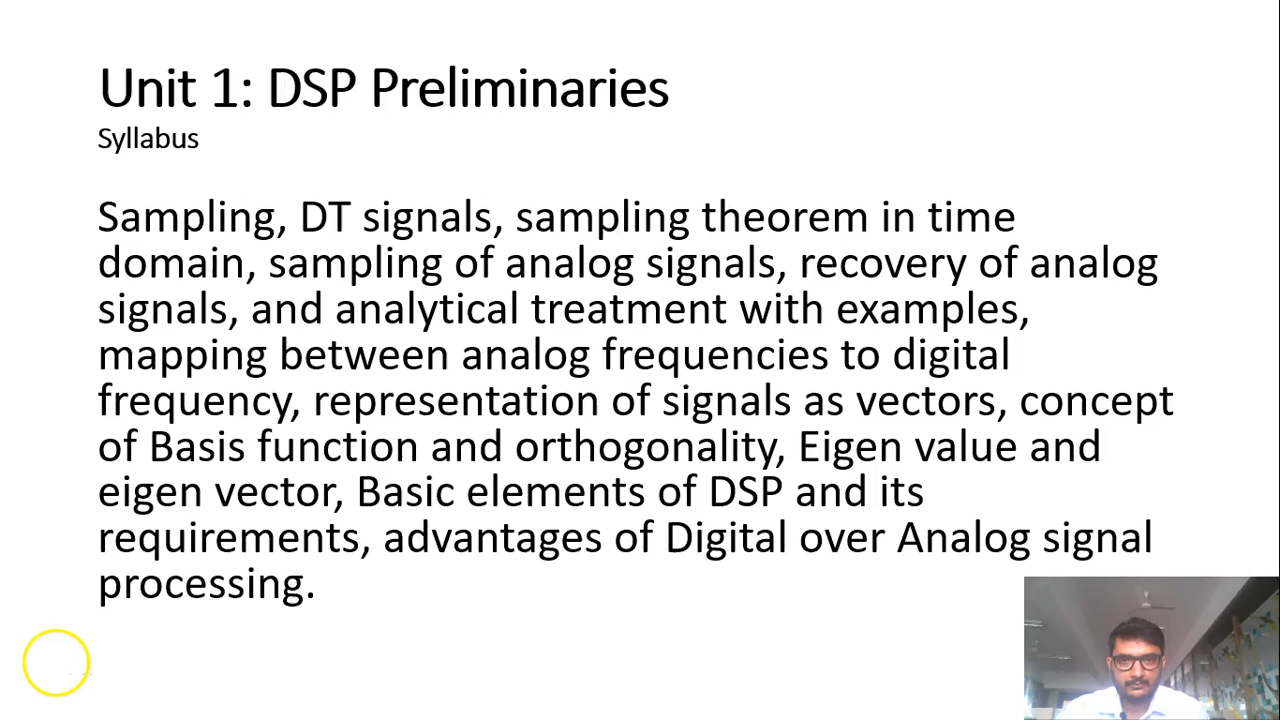 Unit 1: DSP Preliminaries
Syllabus
Sampling, DT signals, sampling theorem in time
domain, sampling of analog signals, recovery of analog
signals, and analytical treatment with examples,
mapping between analog frequencies to digital
frequency, representation of signals as vectors, concept
of Basis function and orthogonality, Eigen value and
eigen vector, Basic elements of DSP and its
requirements, advantages of Digital over Analog signal
processing.